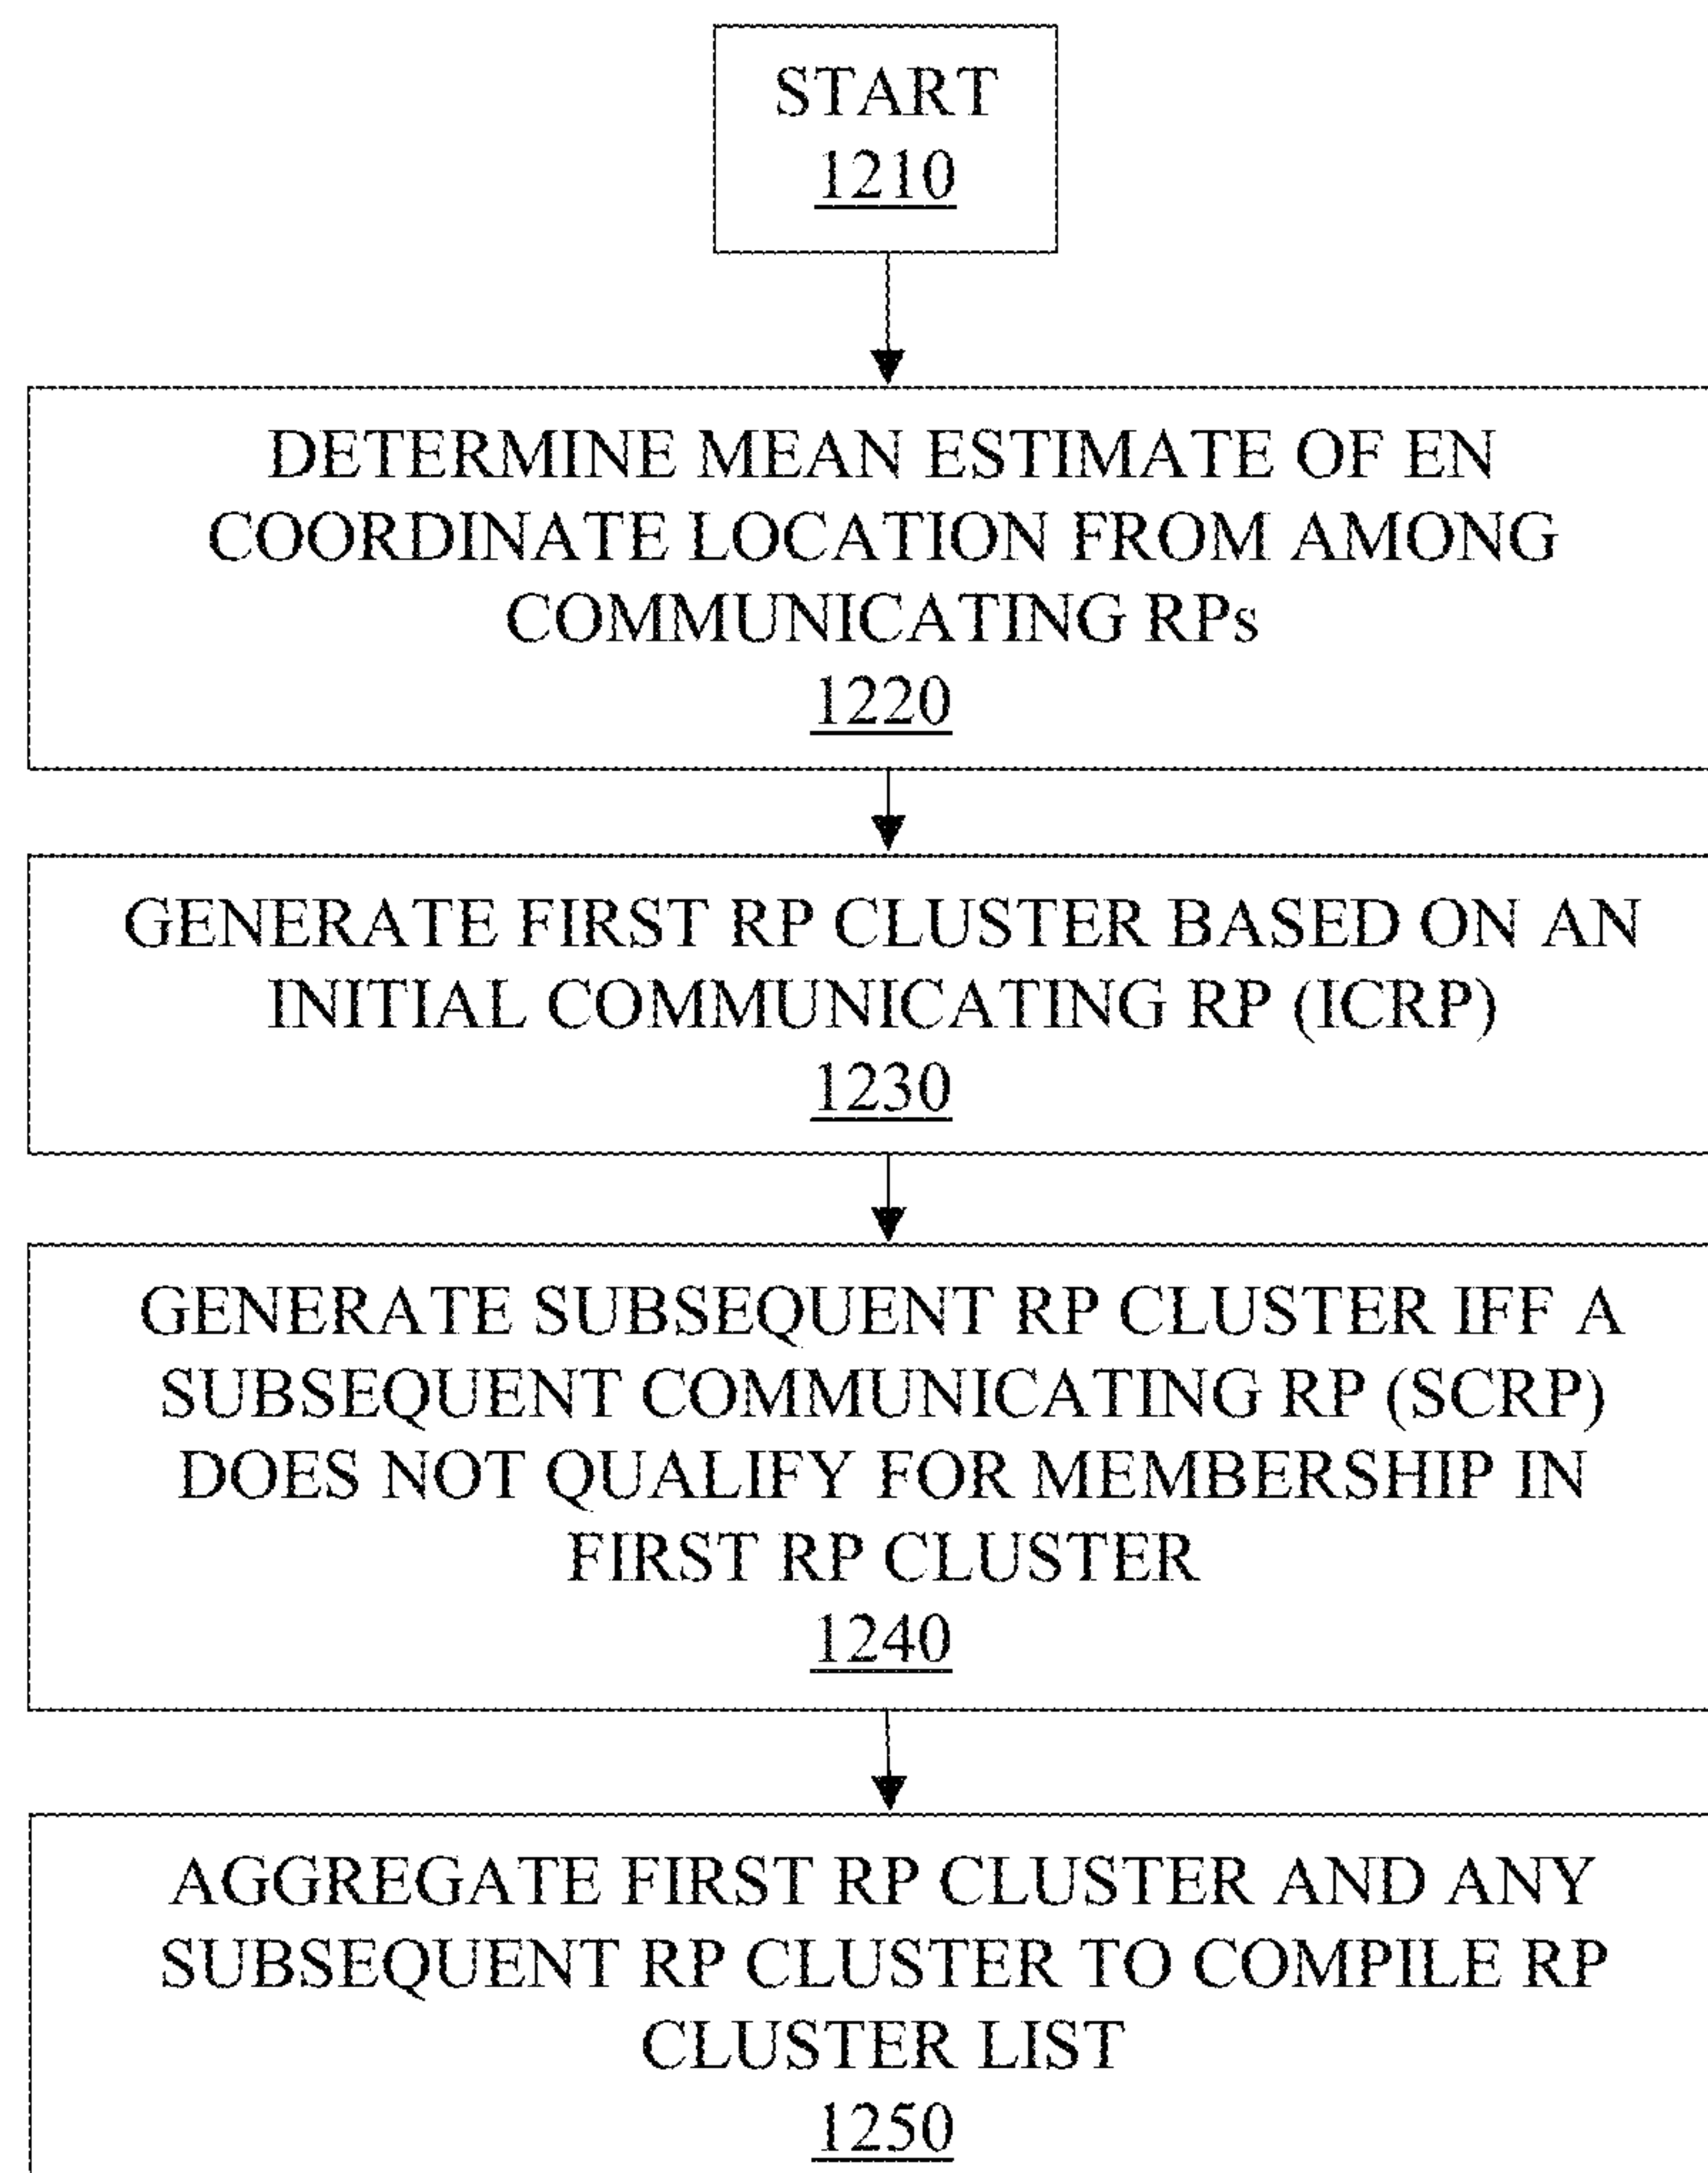 START
1210
DETERMINE MEAN ESTIMATE OF EN
COORDINATE LOCATION FROM AMONG
COMMUNICATING RPs
1220
GENERATE FIRST RP CLUSTER BASED ON AN
INITIAL COMMUNICATING RP (ICRP)
1230
GENERATE SUBSEQUENT RP CLUSTER IFF A
SUBSEQUENT COMMUNICATING RP (SCRP)
DOES NOT QUALIFY FOR MEMBERSHIP IN
FIRST RP CLUSTER
1240
AGGREGATE FIRST RP CLUSTER AND ANY
SUBSEQUENT RP CLUSTER TO COMPILE RP
CLUSTER LIST
1250